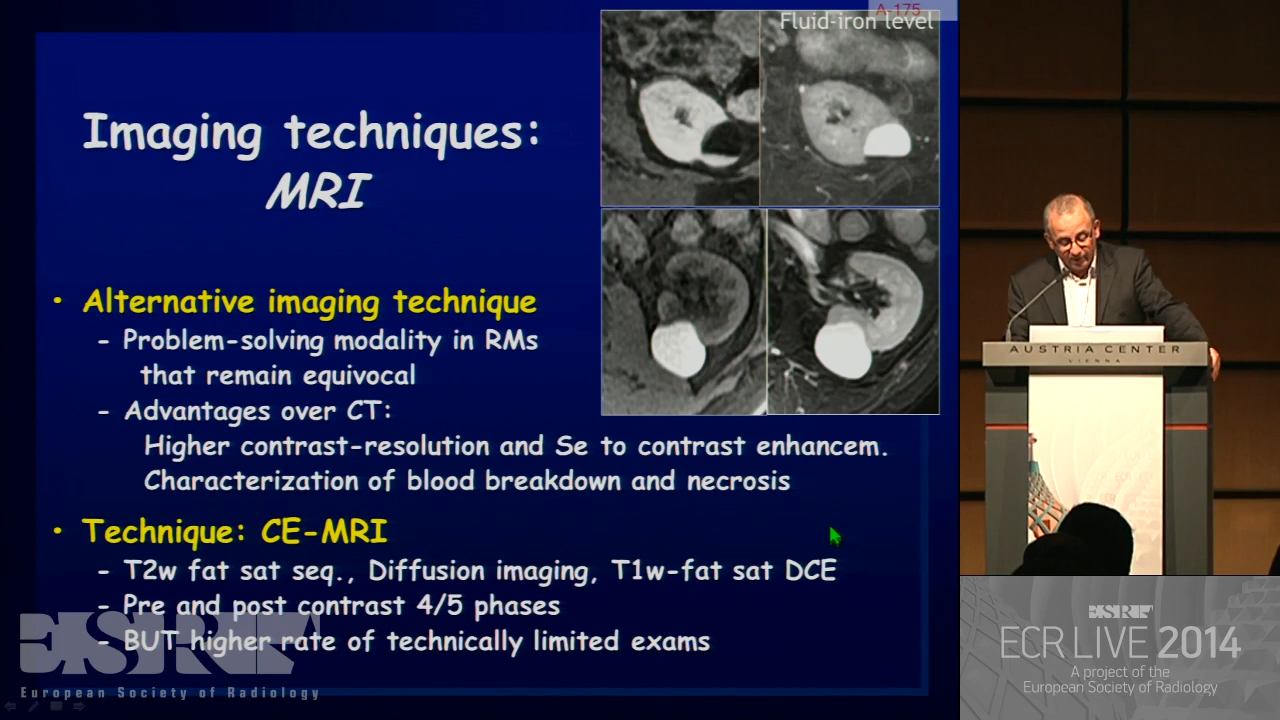 A-175
Fluid-iron level
Imaging techniques:
MRI
• Alternative imaging technique
- Problem-solving modality in RMs
that remain equivocal
- Advantages over CT:
Higher contrast-resolution and Se to contrast enhancem.
Characterization of blood breakdown and necrosis
• Technique: CE-MRI
- T2w fat sat seq., Diffusion imaging, T1w-fat sat DCE
- Pre and post contrast 4/5 phases
- BUT higher rate of technically limited exams
ESR
European Society of Radiology
AUSTRIA CENTER
VIENNA
ESR
ECR LIVE 2014
A project of the
European Society of Radiology